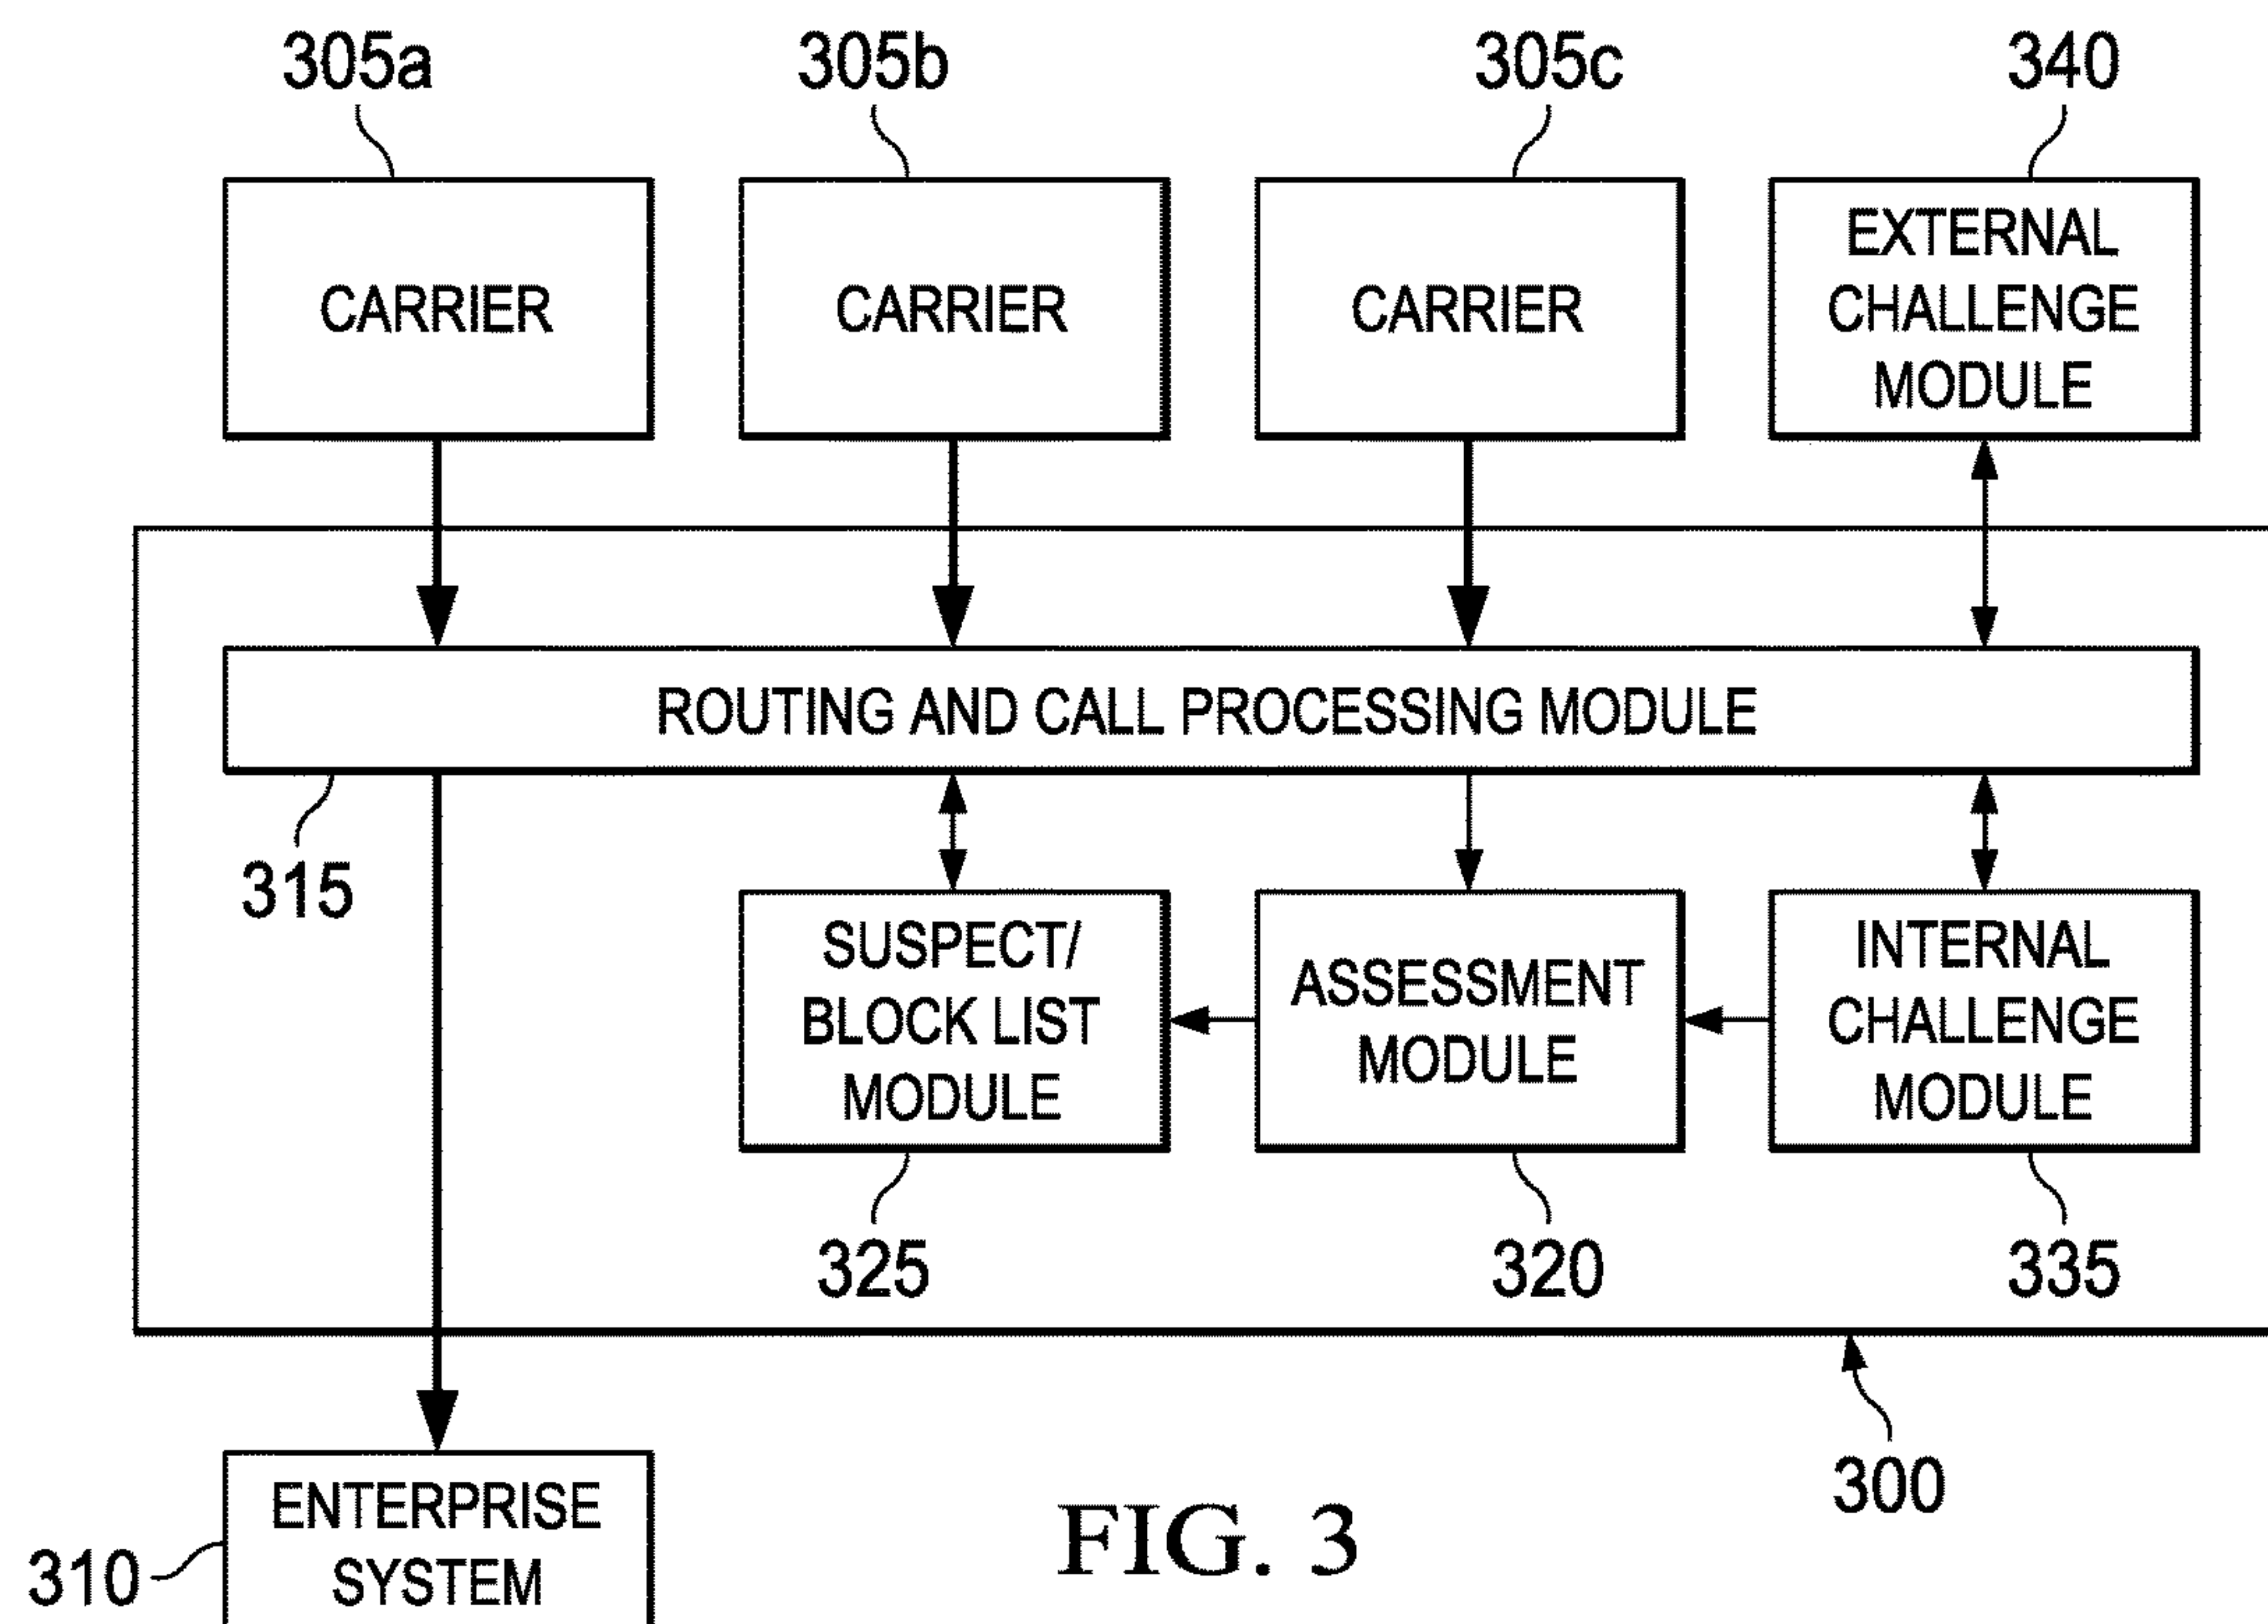 305a
305b
305c
340
CARRIER
CARRIER
CARRIER
EXTERNAL
CHALLENGE
MODULE
ROUTING AND CALL PROCESSING MODULE
315
SUSPECT/
BLOCK LIST
MODULE
ASSESSMENT
MODULE
INTERNAL
CHALLENGE
MODULE
325
320
335
300
ENTERPRISE
SYSTEM
310
FIG. 3